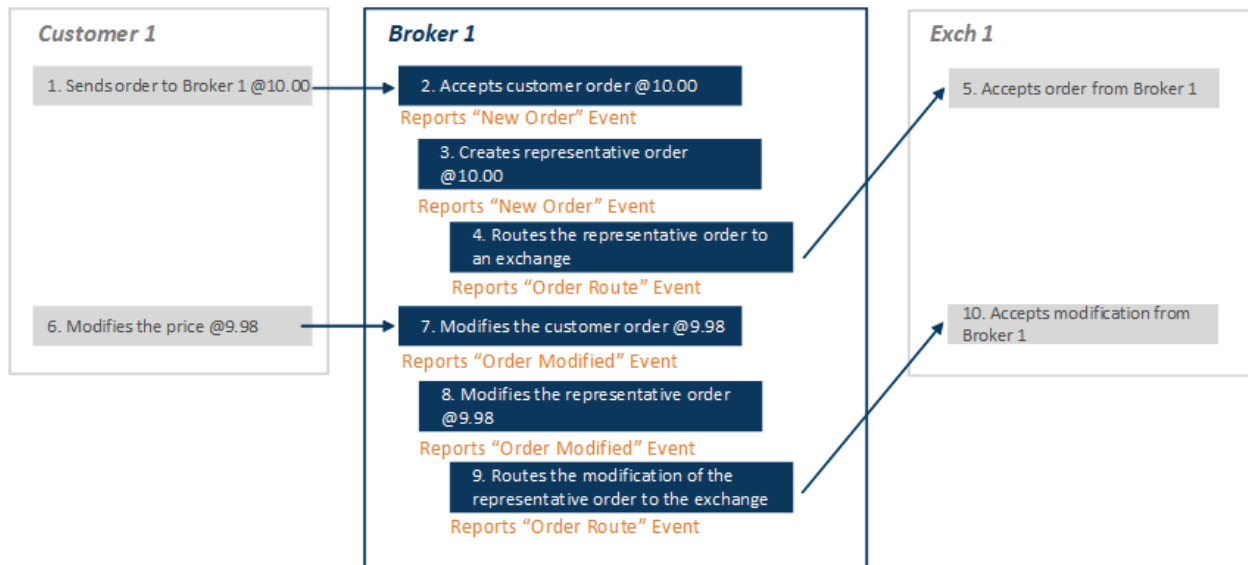 Customer 1
Broker 1
Exch 1
1. Sends order to Broker 1 @10.00
2. Accepts customer order @10.00
5. Accepts order from Broker 1
Reports “New Order” Event
3. Creates representative order
@10.00
Reports “New Order” Event
4. Routes the representative order to
an exchange
Reports “Order Route” Event
6. Modifies the price @9.98
7. Modifies the customer order @9.98
10. Accepts modification from
Broker 1
Reports “Order Modified” Event
8. Modifies the representative order
@9.98
Reports “Order Modified” Event
9. Routes the modification of the
representative order to the exchange
Reports “Order Route” Event